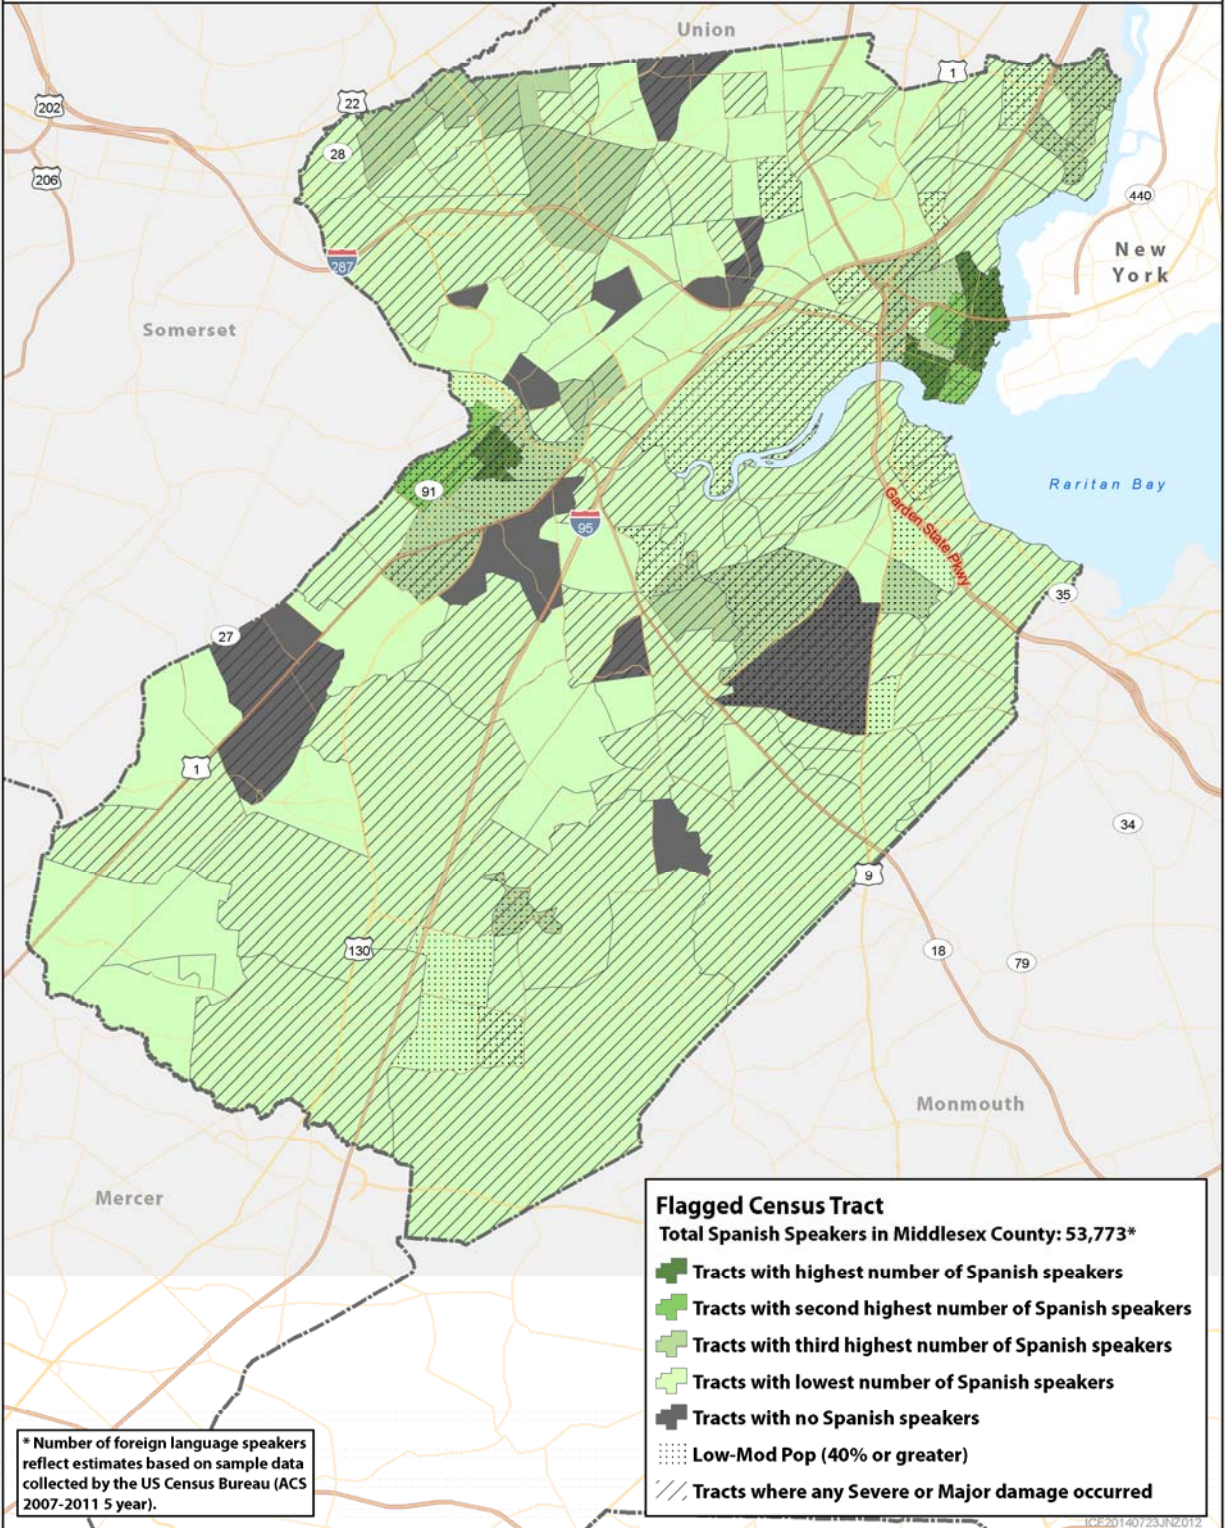 Union
1
202
22
28
206
440
New
York
287
Somerset
91
Raritan Bay
95
Garden State Pkwy
35
27
1
34
9
130
18
79
Monmouth
Mercer
Flagged Census Tract
Total Spanish Speakers in Middlesex County: 53,773*
Tracts with highest number of Spanish speakers
Tracts with second highest number of Spanish speakers
Tracts with third highest number of Spanish speakers
Tracts with lowest number of Spanish speakers
Tracts with no Spanish speakers
Low-Mod Pop (40% or greater)
Tracts where any Severe or Major damage occurred
* Number of foreign language speakers
reflect estimates based on sample data
collected by the US Census Bureau (ACS
2007-2011 5 year).
ICE20140723JNZ012